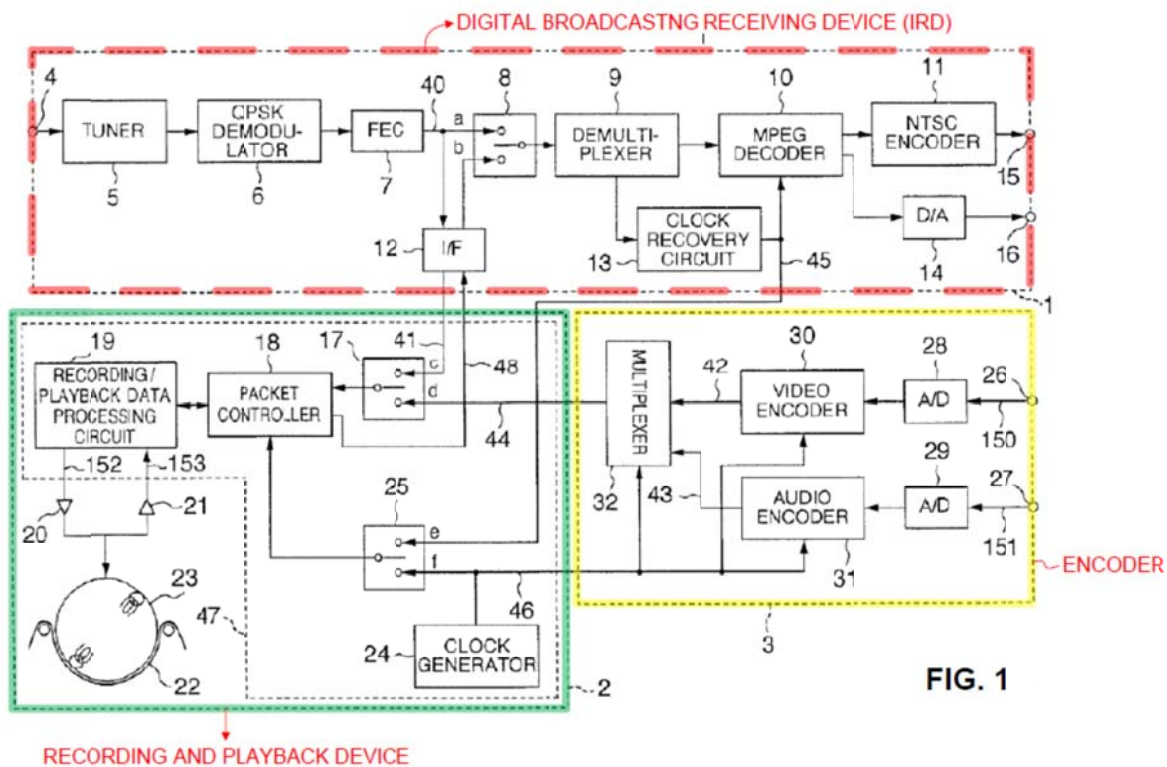 DIGITAL BROADCASTNG RECEIVING DEVICE (IRD)
4
TUNER
5
QPSK
DEMODU-
LATOR
6
FEC
7
40
a
b
8
9
DEMULTI-
PLEXER
10
MPEG
DECODER
11
NTSC
ENCODER
15
12
I/F
13
CLOCK
RECOVERY
CIRCUIT
45
D/A
14
16
1
19
RECORDING/
PLAYBACK DATA
PROCESSING
CIRCUIT
18
PACKET
CONTROLLER
17
41
c
d
48
44
MULTIPLEXER
32
42
43
30
VIDEO
ENCODER
28
A/D
26
150
29
A/D
27
151
AUDIO
ENCODER
31
152
153
20
21
25
e
f
46
23
22
47
24
CLOCK
GENERATOR
2
3
ENCODER
FIG. 1
RECORDING AND PLAYBACK DEVICE